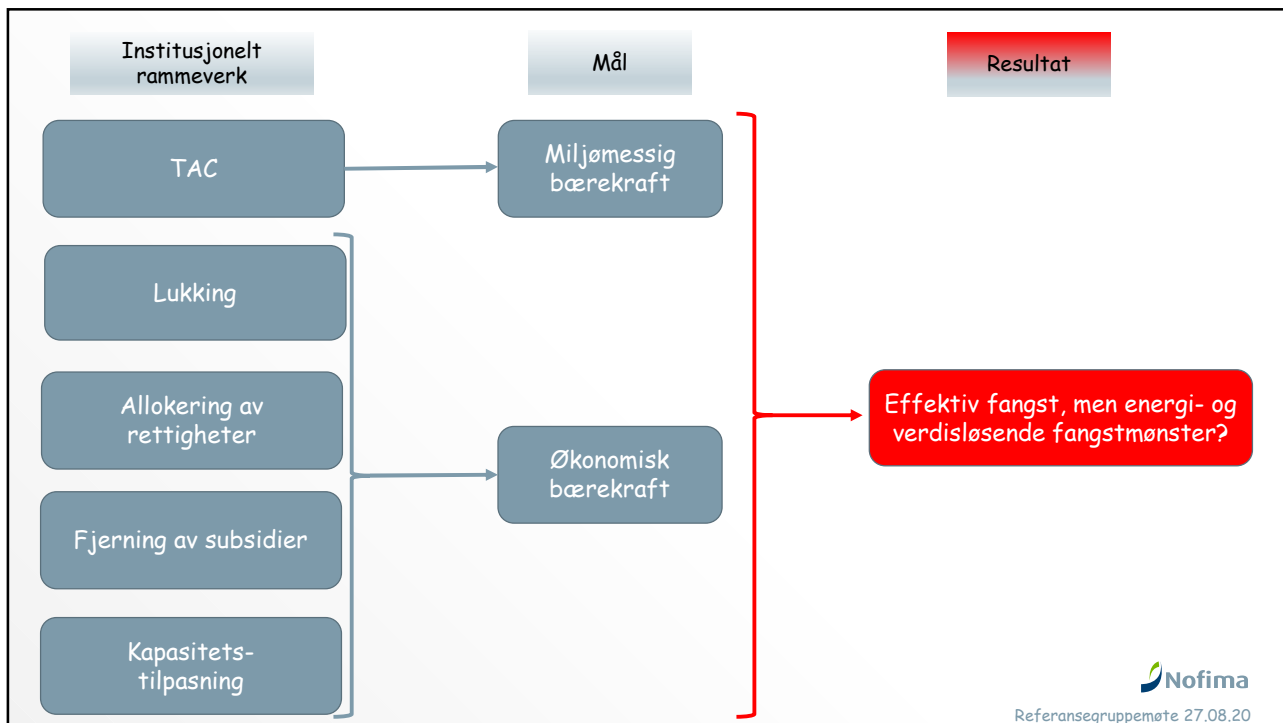 Institusjonelt
rammeverk
Mål
Resultat
TAC
Miljømessig
bærekraft
Lukking
Allokering av
rettigheter
Effektiv fangst, men energi- og
verdisløsende fangstmønster?
Økonomisk
bærekraft
Fjerning av subsidier
Kapasitets-
tilpasning
Nofima
Referansegruppemøte 27.08.20